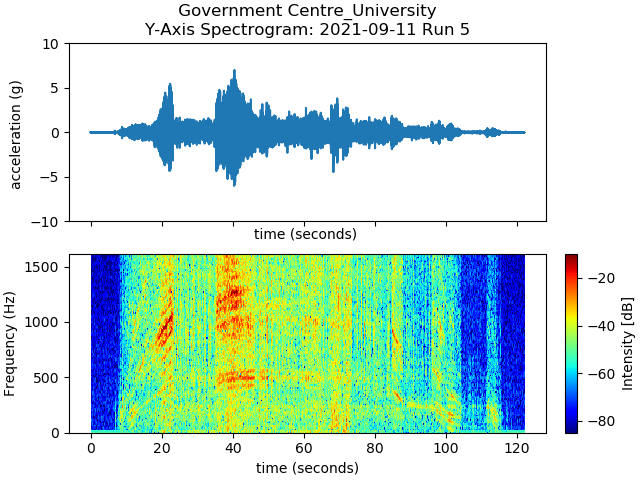 Government Centre_University
Y-Axis Spectrogram: 2021-09-11 Run 5
10
5
0
−5
−10
acceleration (g)
time (seconds)
1500
1000
500
0
Frequency (Hz)
0 20 40 60 80 100 120
time (seconds)
−20
−40
−60
−80
Intensity [dB]